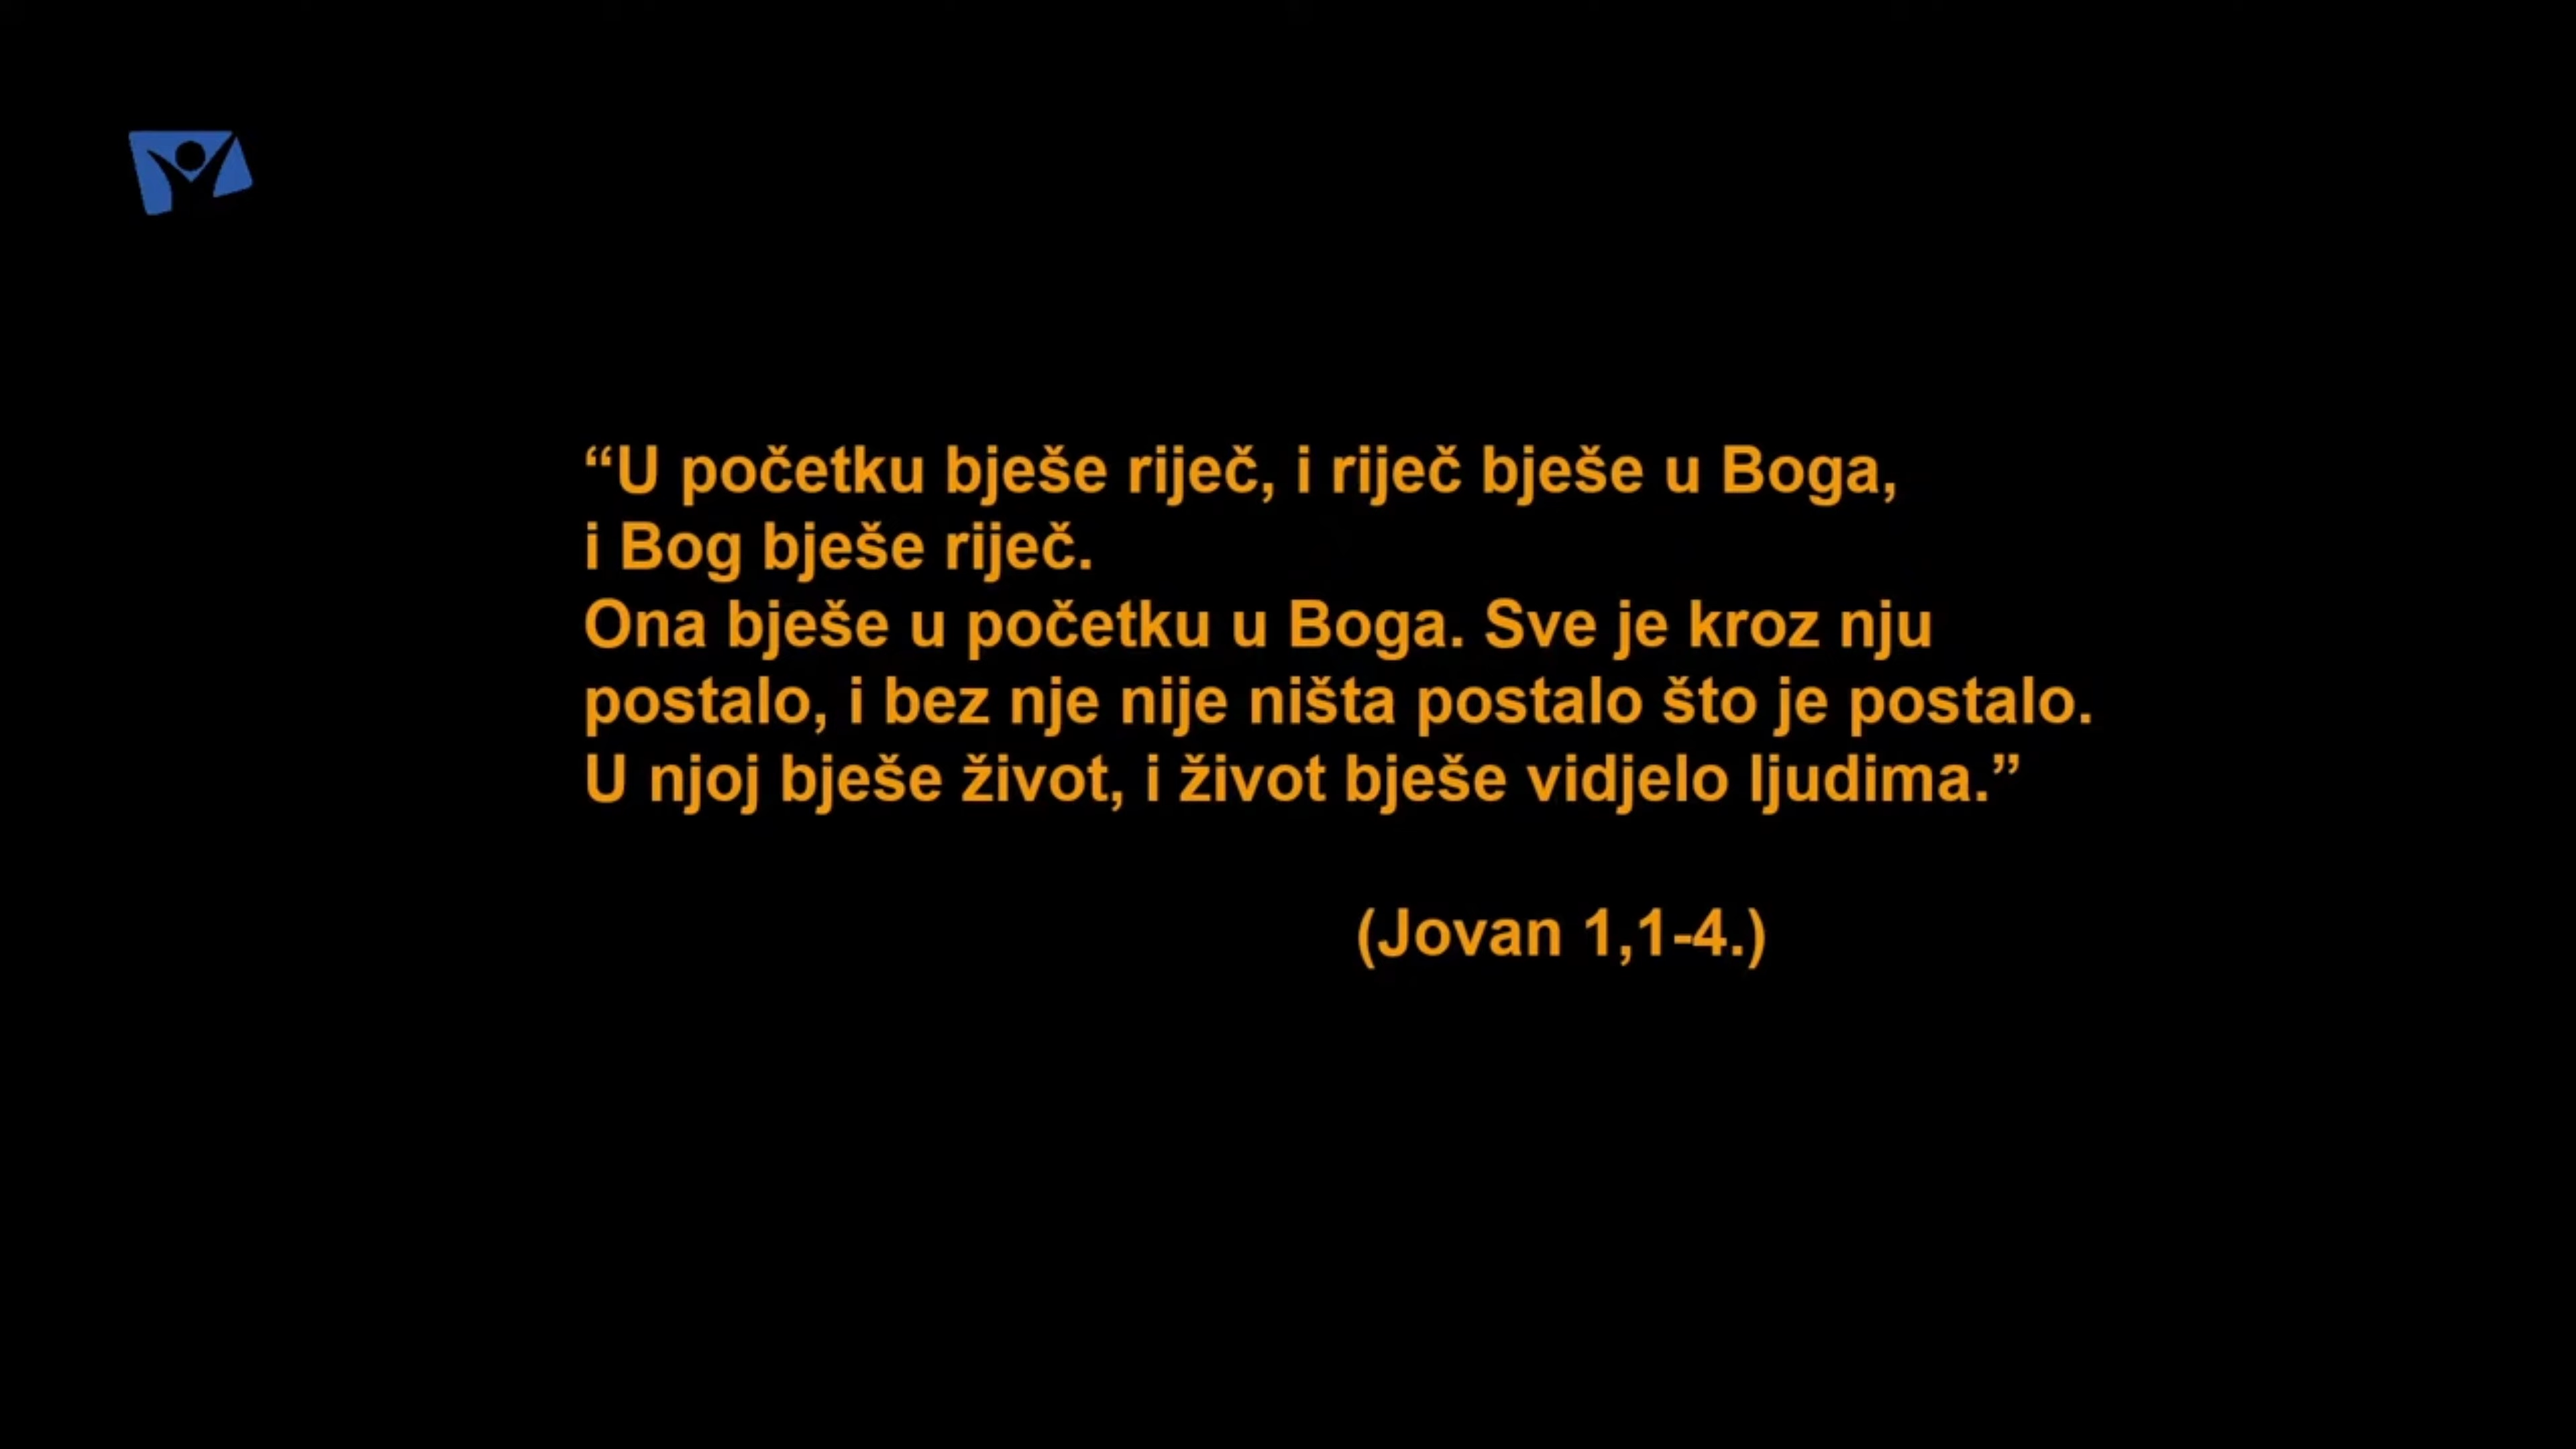 “U početku bješe riječ, i riječ bješe u Boga,
i Bog bješe riječ.
Ona bješe u početku u Boga. Sve je kroz nju
postalo, i bez nje nije ništa postalo što je postalo.
U njoj bješe život, i život bješe vidjelo ljudima.”
(Jovan 1,1-4.)